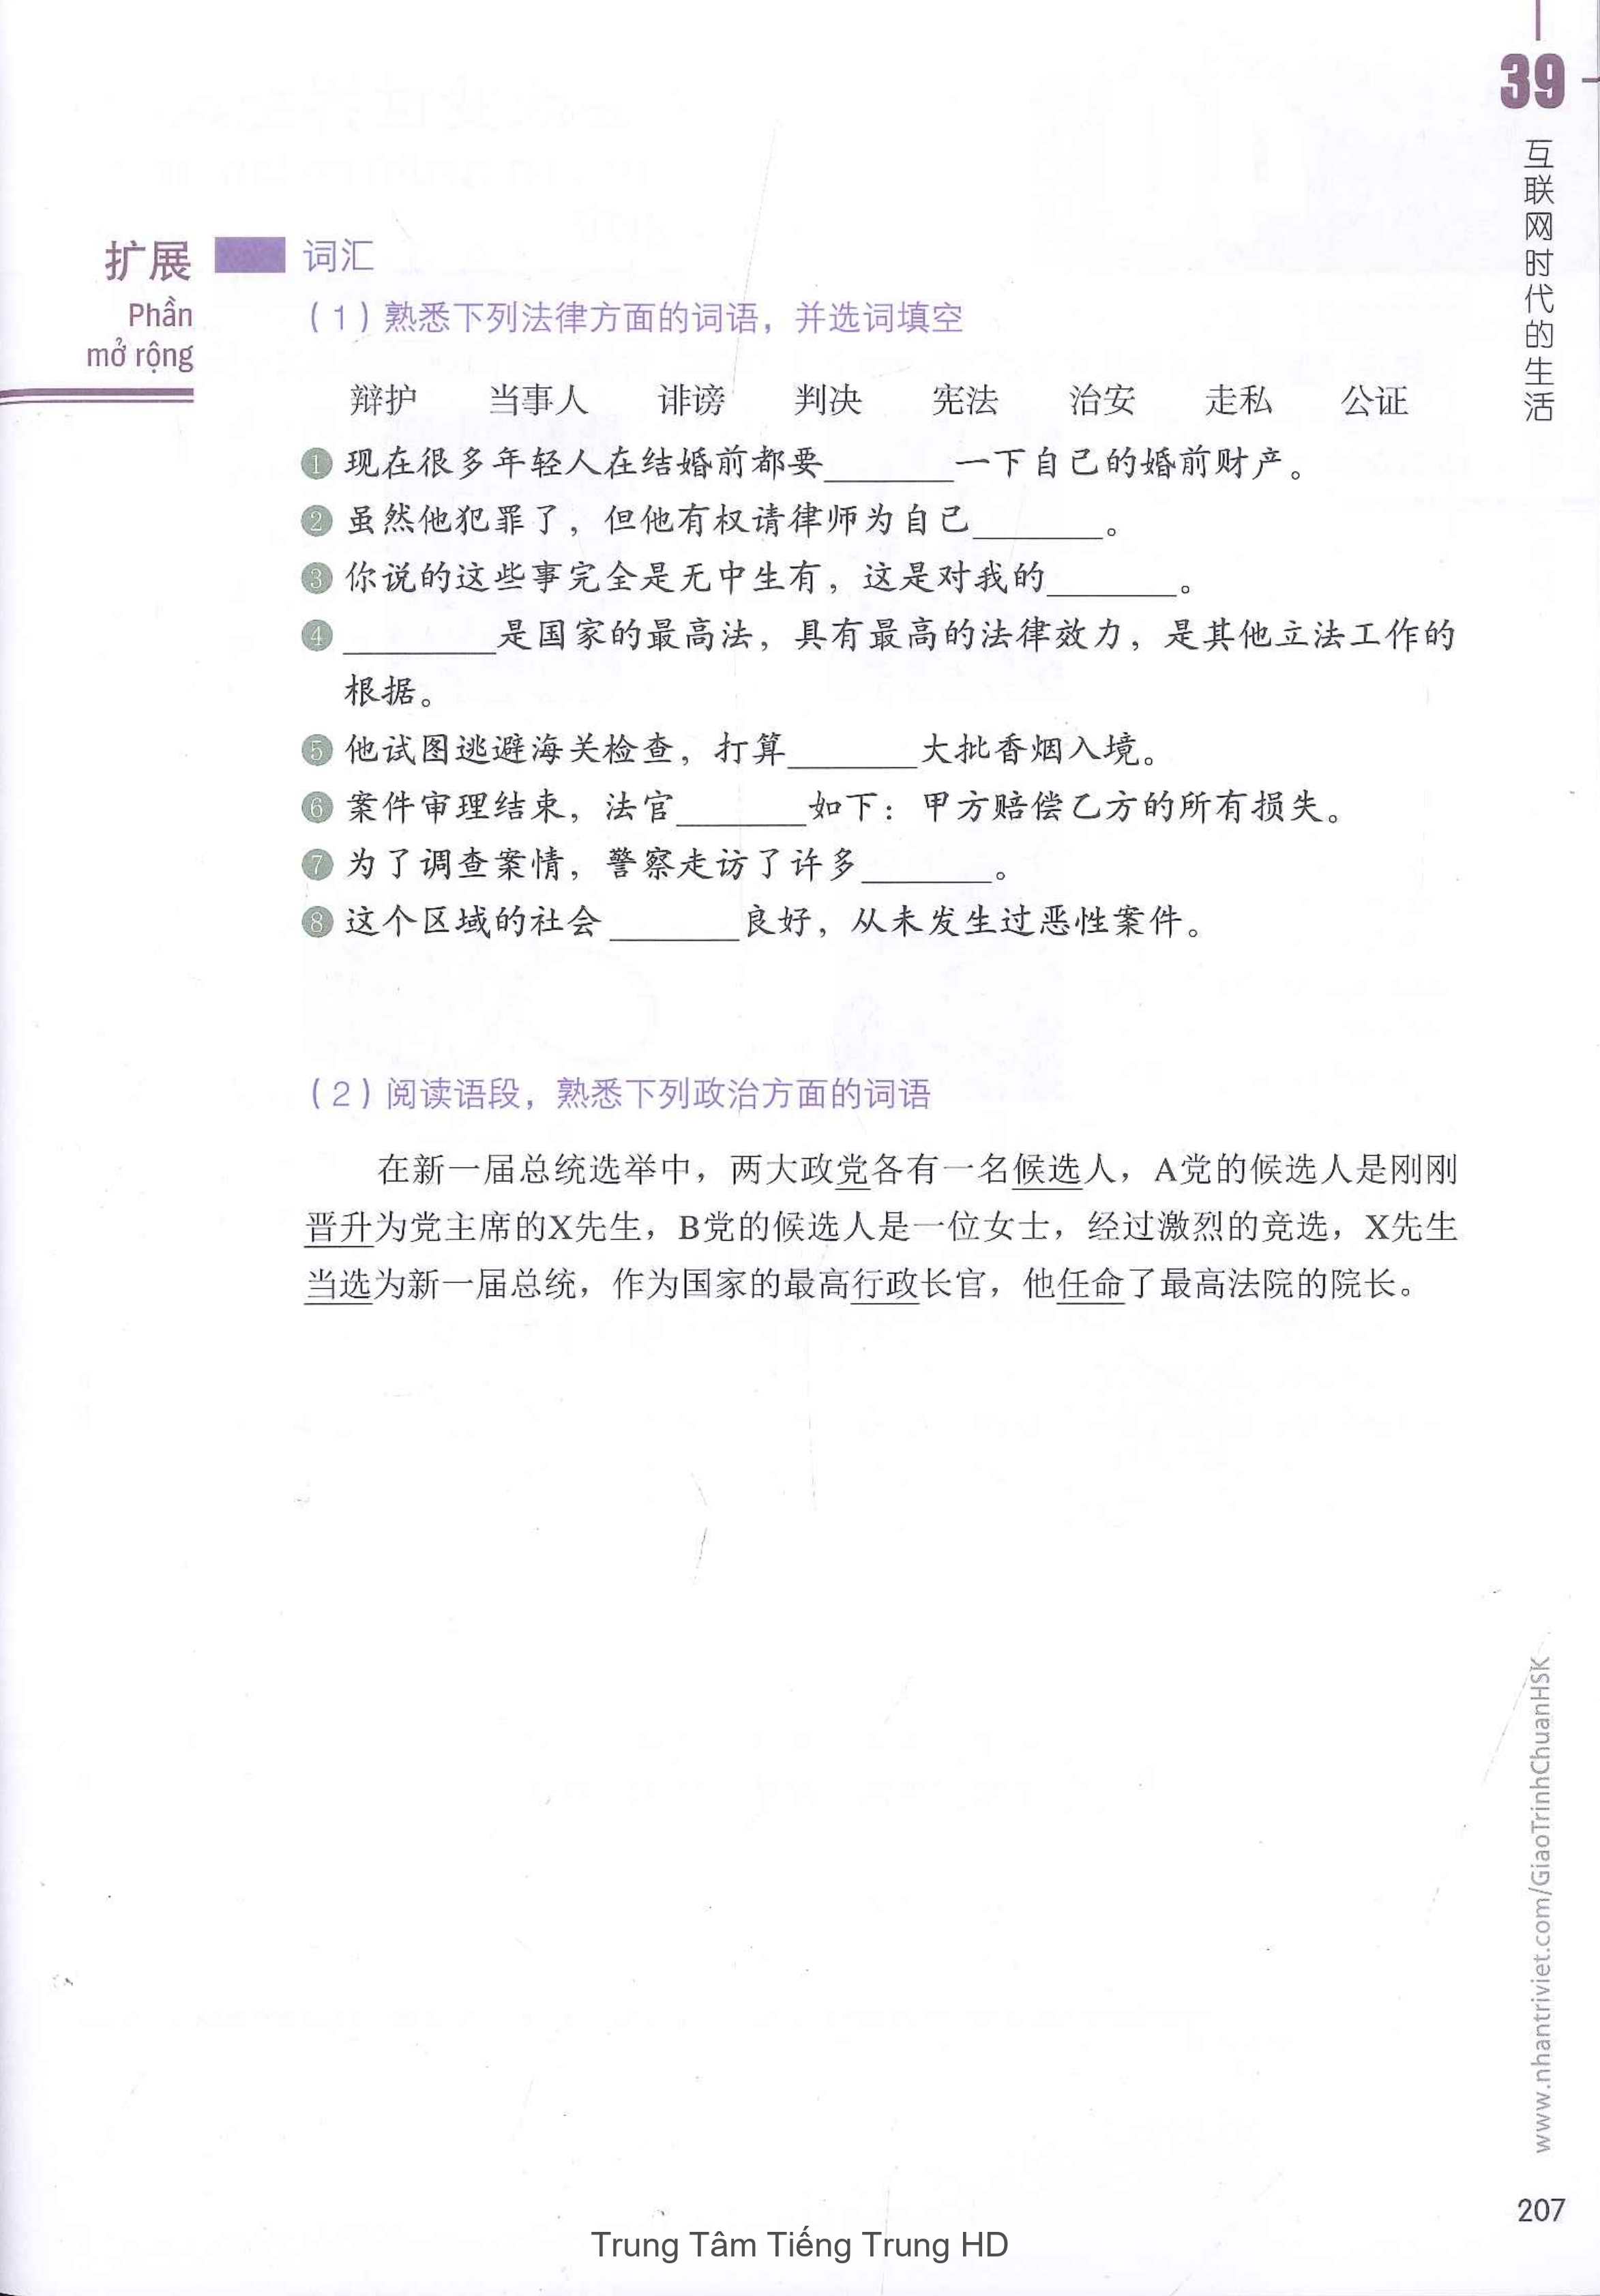 39
互联网时代的生活
扩展
Phần
mở rộng
词汇
（1）熟悉下列法律方面的词语，并选词填空
辩护 当事人 诽谤 判决 宪法 治安 走私 公证
❶ 现在很多年轻人在结婚前都要_______一下自己的婚前财产。
❷ 虽然他犯罪了，但他有权请律师为自己_______。
❸ 你说的这些事完全是无中生有，这是对我的_______。
❹ ________是国家的最高法，具有最高的法律效力，是其他立法工作的
根据。
❺ 他试图逃避海关检查，打算_______大批香烟入境。
❻ 案件审理结束，法官_______如下：甲方赔偿乙方的所有损失。
❼ 为了调查案情，警察走访了许多_______。
❽ 这个区域的社会_______良好，从未发生过恶性案件。
（2）阅读语段，熟悉下列政治方面的词语
在新一届总统选举中，两大政党各有一名候选人，A党的候选人是刚刚
晋升为党主席的X先生，B党的候选人是一位女士，经过激烈的竞选，X先生
当选为新一届总统，作为国家的最高行政长官，他任命了最高法院的院长。
www.nhantriviet.com/GiaoTrinhChuanHSK
207
Trung Tâm Tiếng Trung HD